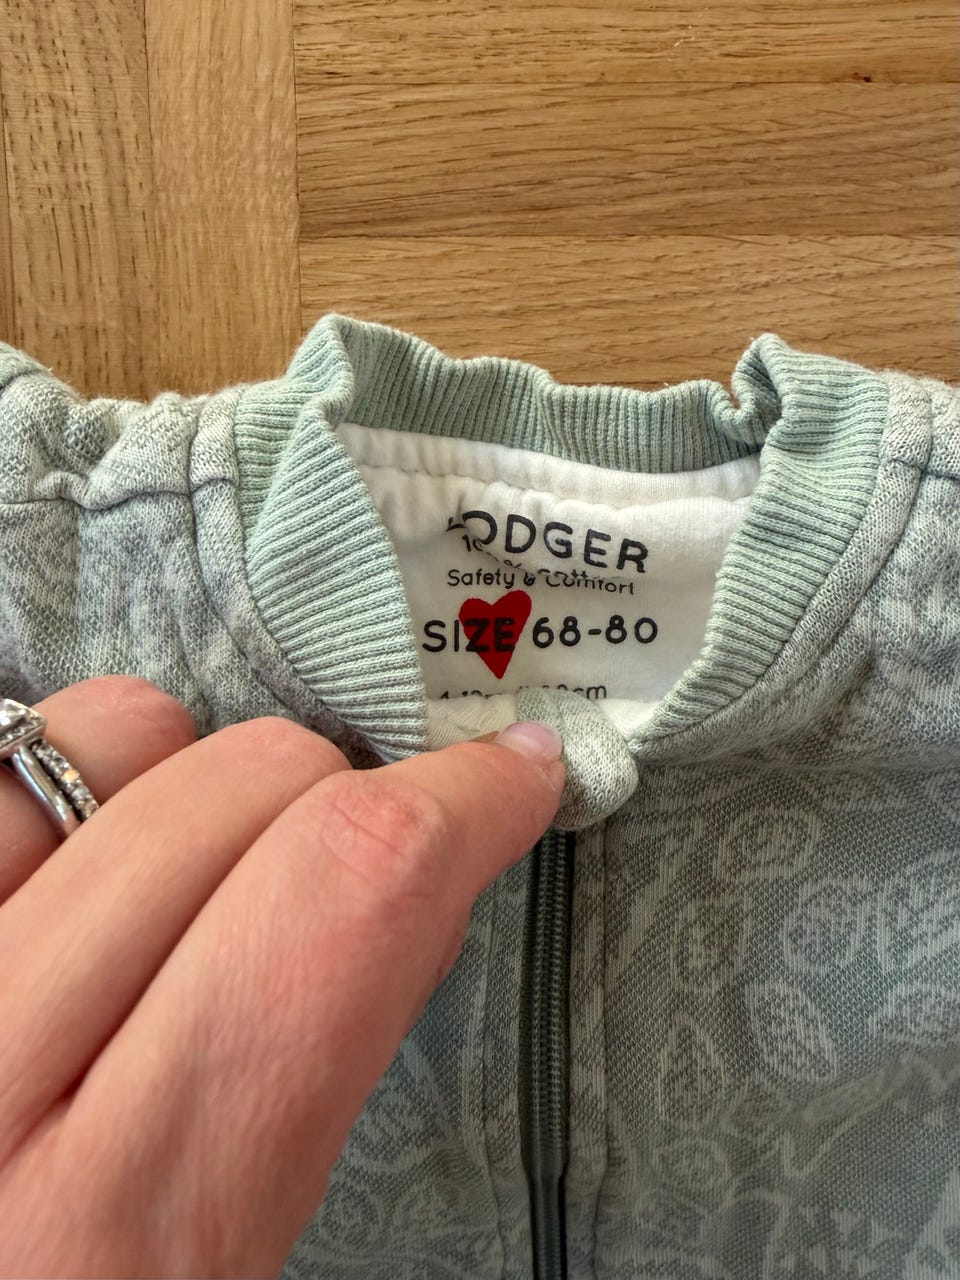 LODGER
Safety & Comfort
SIZE 68-80